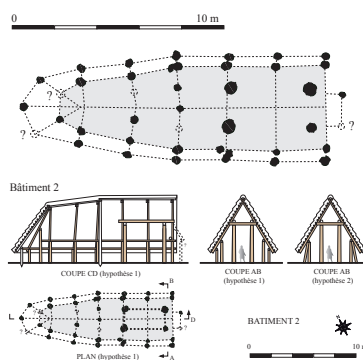 0 10 m
?
?
?
Bâtiment 2
COUPE CD (hypothèse 1)
COUPE AB
(hypothèse 1)
COUPE AB
(hypothèse 2)
B
D
?
PLAN (hypothèse 1)
A
BATIMENT 2
0 10 m